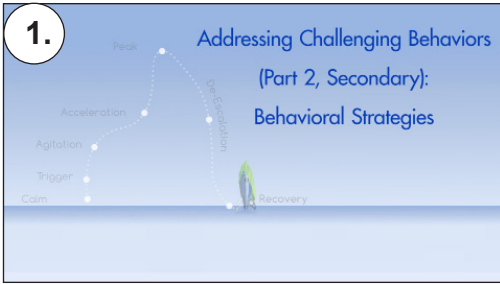 1.
Addressing Challenging Behaviors
(Part 2, Secondary):
Behavioral Strategies
Peak
De-Escalation
Acceleration
Agitation
Trigger
Calm
Recovery